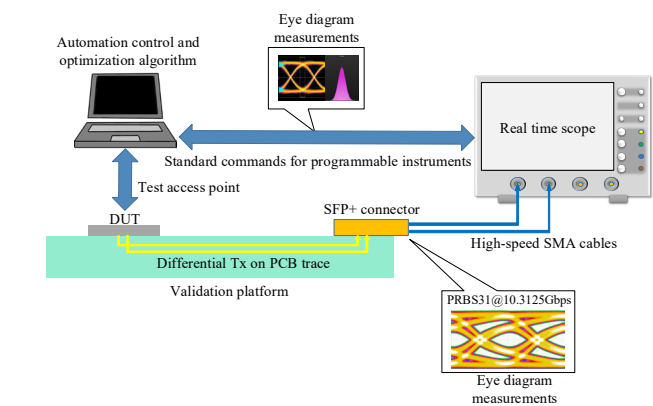 Eye diagram
measurements
Automation control and
optimization algorithm
Real time scope
Standard commands for programmable instruments
Test access point
DUT
SFP+ connector
High-speed SMA cables
Differential Tx on PCB trace
Validation platform
PRBS31@10.3125Gbps
Eye diagram
measurements